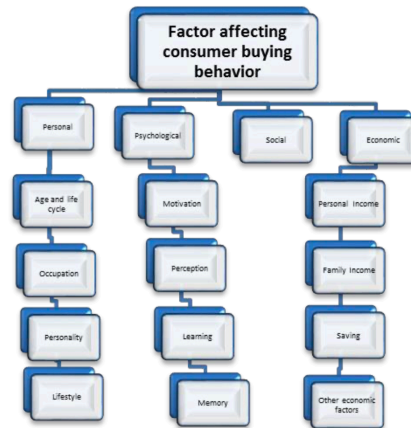 Factor affecting
consumer buying
behavior
Personal
Psychological
Social
Economic
Age and life
cycle
Motivation
Personal Income
Occupation
Perception
Family Income
Personality
Learning
Saving
Lifestyle
Memory
Other economic
factors